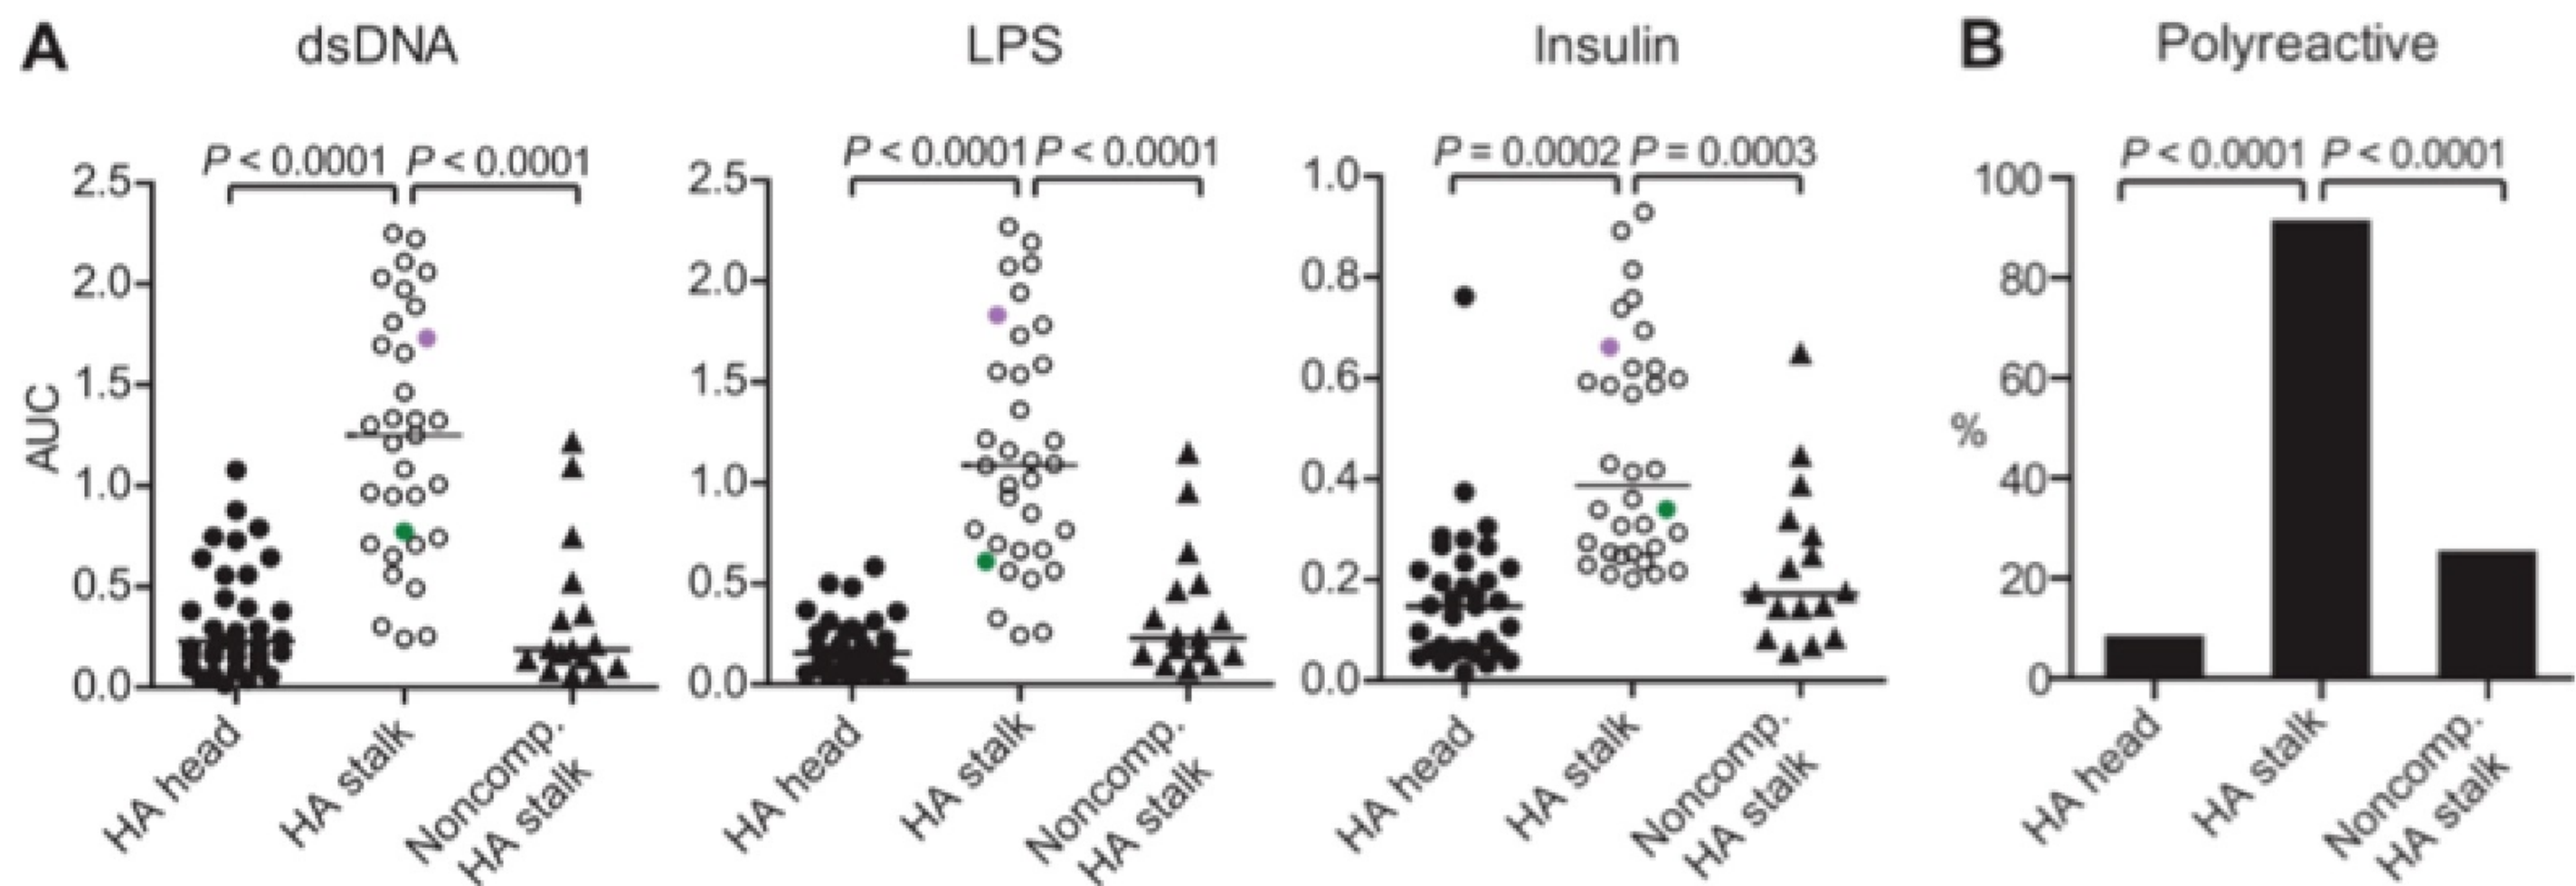 A
dsDNA
LPS
Insulin
B
Polyreactive
P < 0.0001 P < 0.0001
P < 0.0001 P < 0.0001
P = 0.0002 P = 0.0003
P < 0.0001 P < 0.0001
AUC
2.5
2.0
1.5
1.0
0.5
0.0
HA head
HA stalk
Noncomp.
HA stalk
2.5
2.0
1.5
1.0
0.5
0.0
HA head
HA stalk
Noncomp.
HA stalk
1.0
0.8
0.6
0.4
0.2
0.0
HA head
HA stalk
Noncomp.
HA stalk
%
100
80
60
40
20
0
HA head
HA stalk
Noncomp.
HA stalk